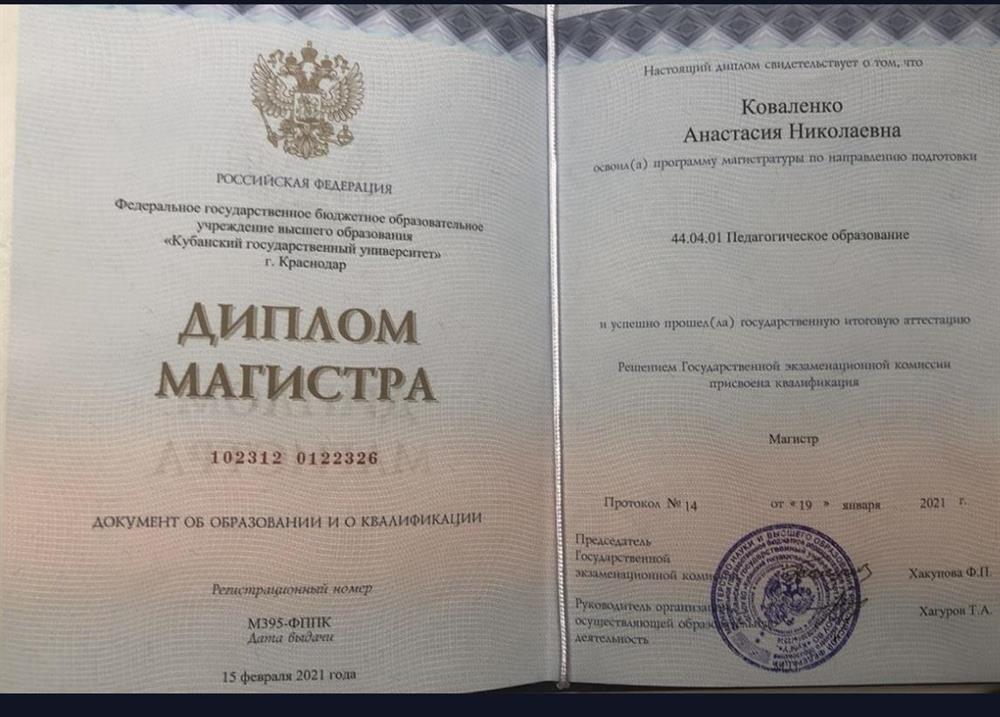 РОССИЙСКАЯ ФЕДЕРАЦИЯ
Федеральное государственное бюджетное образовательное
учреждение высшего образования
«Кубанский государственный университет»
г. Краснодар
ДИПЛОМ
МАГИСТРА
102312 0122326
ДОКУМЕНТ ОБ ОБРАЗОВАНИИ И О КВАЛИФИКАЦИИ
Регистрационный номер
М395-ФППК
Дата выдачи
15 февраля 2021 года
Настоящий диплом свидетельствует о том, что
Коваленко
Анастасия Николаевна
освоил(а) программу магистратуры по направлению подготовки
44.04.01 Педагогическое образование
и успешно прошел(ла) государственную итоговую аттестацию
Решением Государственной экзаменационной комиссии
присвоена квалификация
Магистр
Протокол № 14 от « 19 » января 2021 г.
Председатель
Государственной
экзаменационной Хакунова Ф.П.
Руководитель
осуществляющей Хагуров Т.А.
деятельность